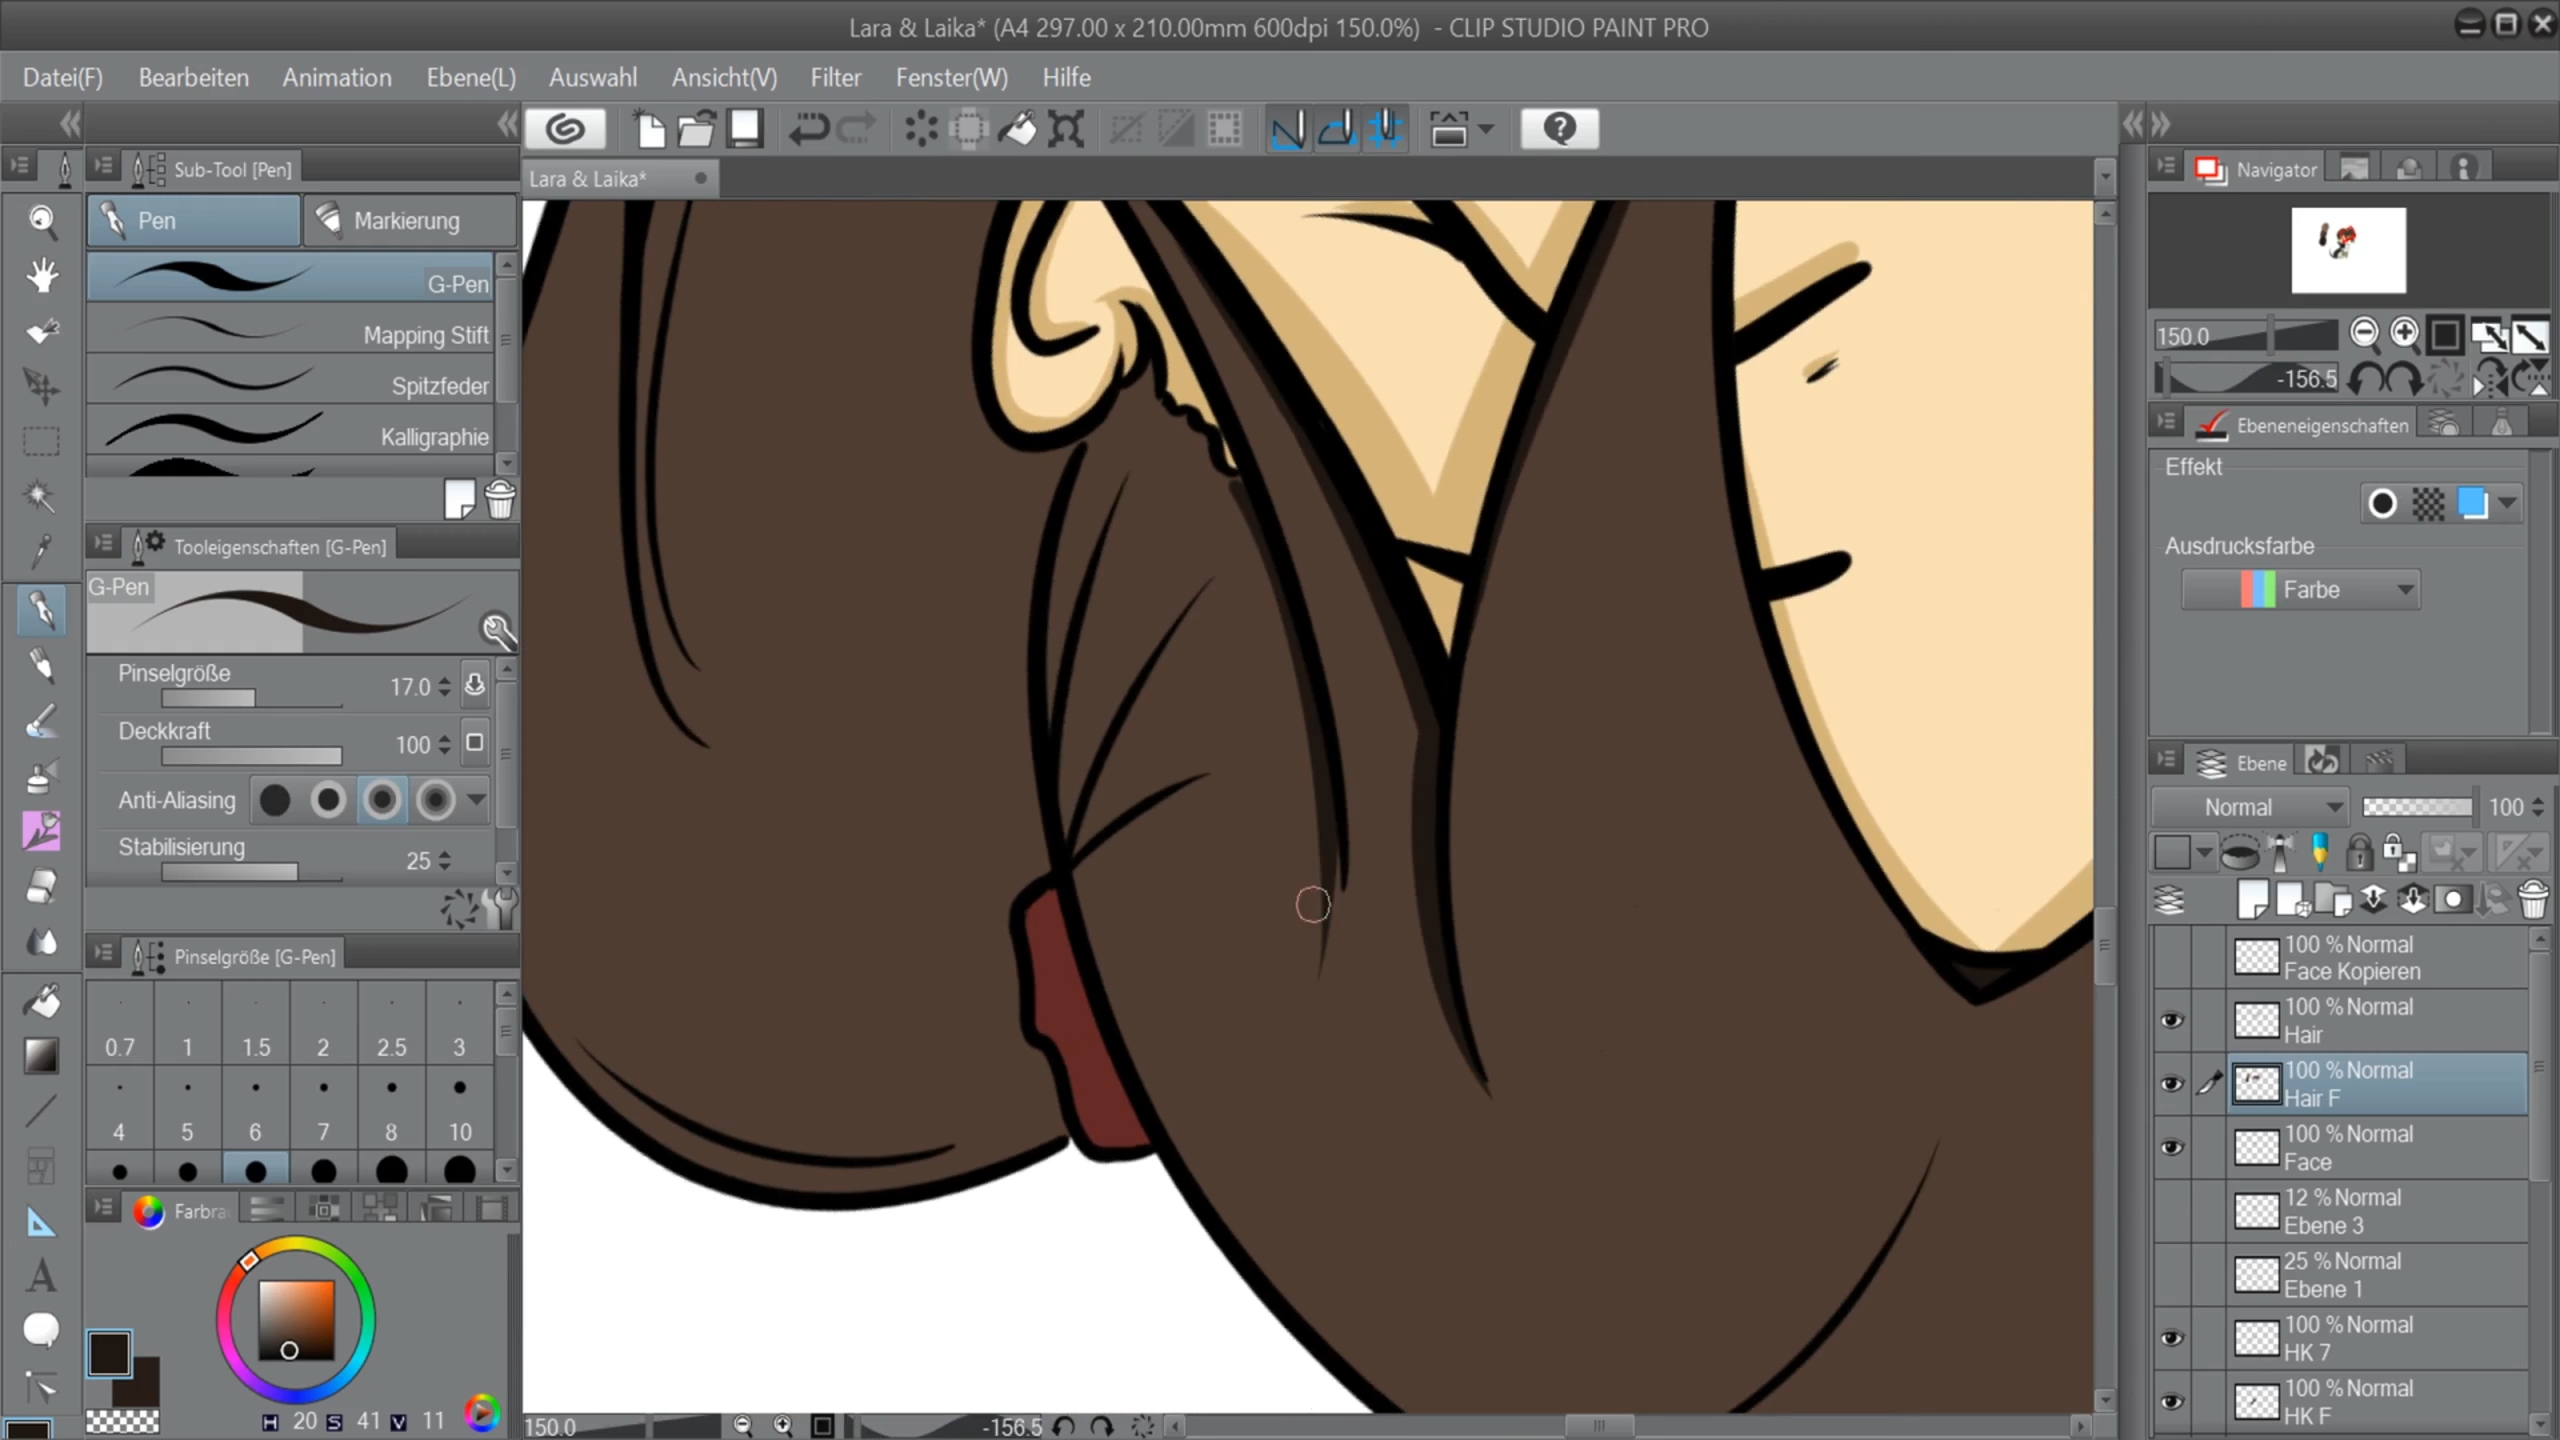 Lara & Laika* (A4 297.00 x 210.00mm 600dpi 150.0%) - CLIP STUDIO PAINT PRO
Datei(F) Bearbeiten Animation Ebene(L) Auswahl Ansicht(V) Filter Fenster(W) Hilfe
Sub-Tool [Pen]
Pen
Markierung
G-Pen
Mapping Stift
Spitzfeder
Kalligraphie
Tooleigenschaften [G-Pen]
G-Pen
Pinselgröße 17.0
Deckkraft 100
Anti-Aliasing
Stabilisierung 25
Pinselgröße [G-Pen]
0.7 1 1.5 2 2.5 3
4 5 6 7 8 10
Farbra
H 20 S 41 V 11
Lara & Laika*
150.0
-156.5
Navigator
150.0
-156.5
Ebeneneigenschaften
Effekt
Ausdrucksfarbe
Farbe
Ebene
Normal 100
100 % Normal
Face Kopieren
100 % Normal
Hair
100 % Normal
Hair F
100 % Normal
Face
12 % Normal
Ebene 3
25 % Normal
Ebene 1
100 % Normal
HK 7
100 % Normal
HK F